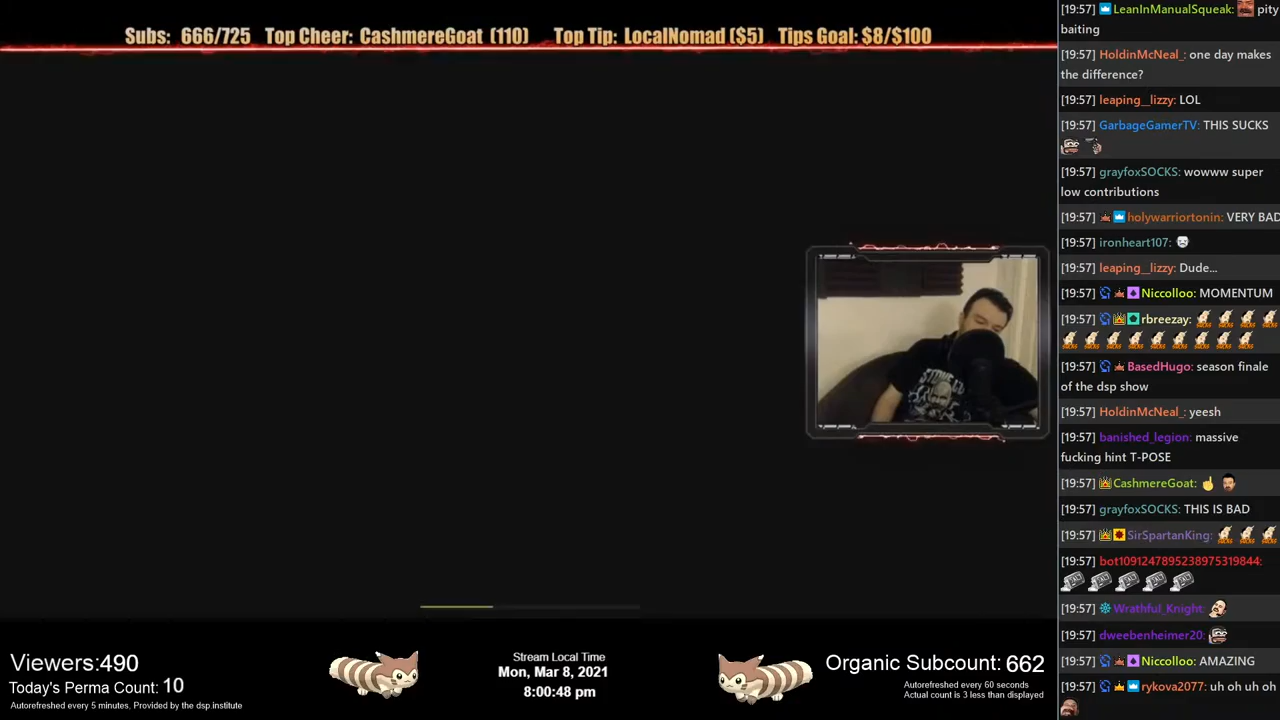 Subs: 666/725 Top Cheer: CashmereGoat (110) Top Tip: LocalNomad ($5) Tips Goal: $8/$100
[19:57] LeanInManualSqueak: pity
baiting
[19:57] HoldinMcNeal_: one day makes
the difference?
[19:57] leaping__lizzy: LOL
[19:57] GarbageGamerTV: THIS SUCKS
[19:57] grayfoxSOCKS: wowww super
low contributions
[19:57] holywarriortonin: VERY BAD
[19:57] ironheart107:
[19:57] leaping__lizzy: Dude...
[19:57] Niccolloo: MOMENTUM
[19:57] rbreezay:
[19:57] BasedHugo: season finale
of the dsp show
[19:57] HoldinMcNeal_: yeesh
[19:57] banished_legion: massive
fucking hint T-POSE
[19:57] CashmereGoat:
[19:57] grayfoxSOCKS: THIS IS BAD
[19:57] SirSpartanKing:
[19:57] bot1091247895238975319844:
[19:57] Wrathful_Knight:
[19:57] dweebenheimer20:
[19:57] Niccolloo: AMAZING
[19:57] rykova2077: uh oh uh oh
Viewers:490
Today's Perma Count: 10
Autorefreshed every 5 minutes, Provided by the dsp.institute
Stream Local Time
Mon, Mar 8, 2021
8:00:48 pm
Organic Subcount: 662
Autorefreshed every 60 seconds
Actual count is 3 less than displayed